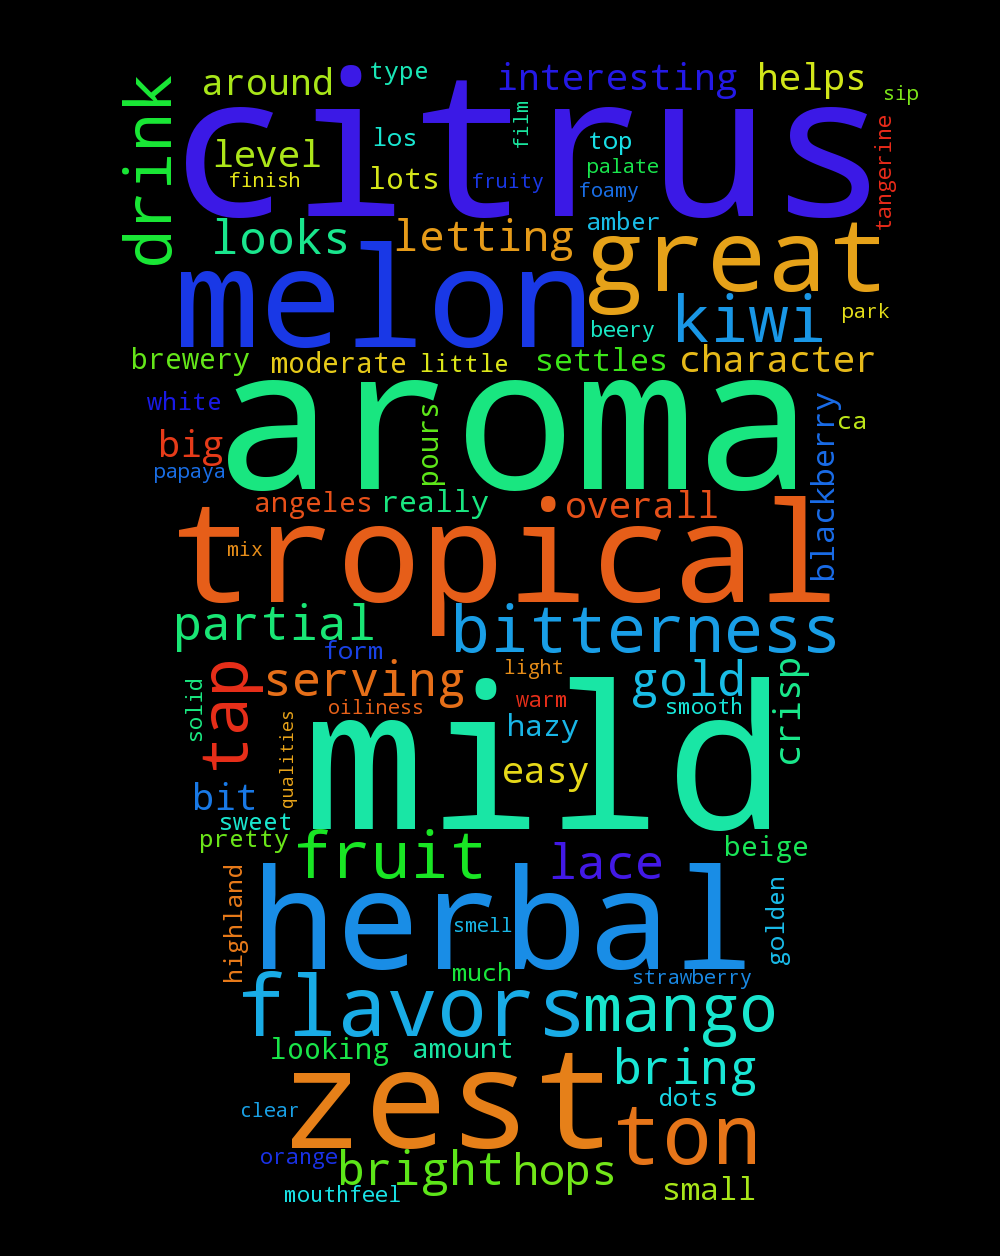 citrus
around
type
interesting
helps
sip
drink
film
los
top
tangerine
level
finish
lots
fruity
palate
foamy
looks
letting
amber
great
melon
kiwi
park
beery
brewery
moderate
little
settles
character
white
aroma
blackberry
ca
big
papaya
pours
angeles
really
overall
tropical
mix
partial
bitterness
form
tap
serving
light
gold
crisp
solid
oiliness
warm
smooth
qualities
mild
hazy
easy
bit
sweet
pretty
fruit
lace
beige
highland
herbal
golden
smell
much
strawberry
flavors
mango
looking
amount
bring
zest
dots
clear
ton
orange
bright
hops
mouthfeel
small